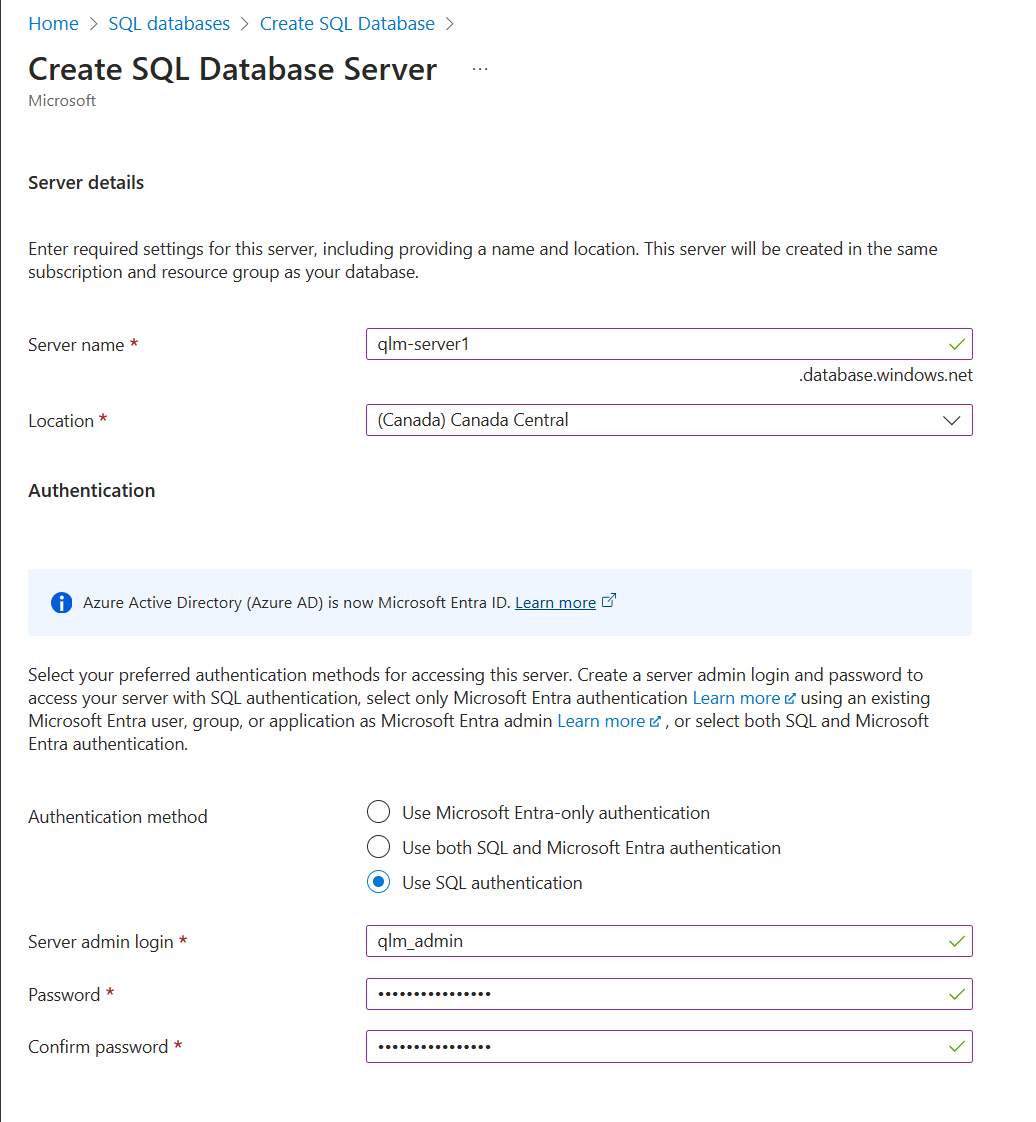 Home > SQL databases > Create SQL Database >
Create SQL Database Server ...
Microsoft
Server details
Enter required settings for this server, including providing a name and location. This server will be created in the same
subscription and resource group as your database.
Server name * qlm-server1
.database.windows.net
Location * (Canada) Canada Central
Authentication
Azure Active Directory (Azure AD) is now Microsoft Entra ID. Learn more
Select your preferred authentication methods for accessing this server. Create a server admin login and password to
access your server with SQL authentication, select only Microsoft Entra authentication Learn more using an existing
Microsoft Entra user, group, or application as Microsoft Entra admin Learn more , or select both SQL and Microsoft
Entra authentication.
Authentication method
Use Microsoft Entra-only authentication
Use both SQL and Microsoft Entra authentication
Use SQL authentication
Server admin login * qlm_admin
Password * ••••••••••••••••
Confirm password * ••••••••••••••••